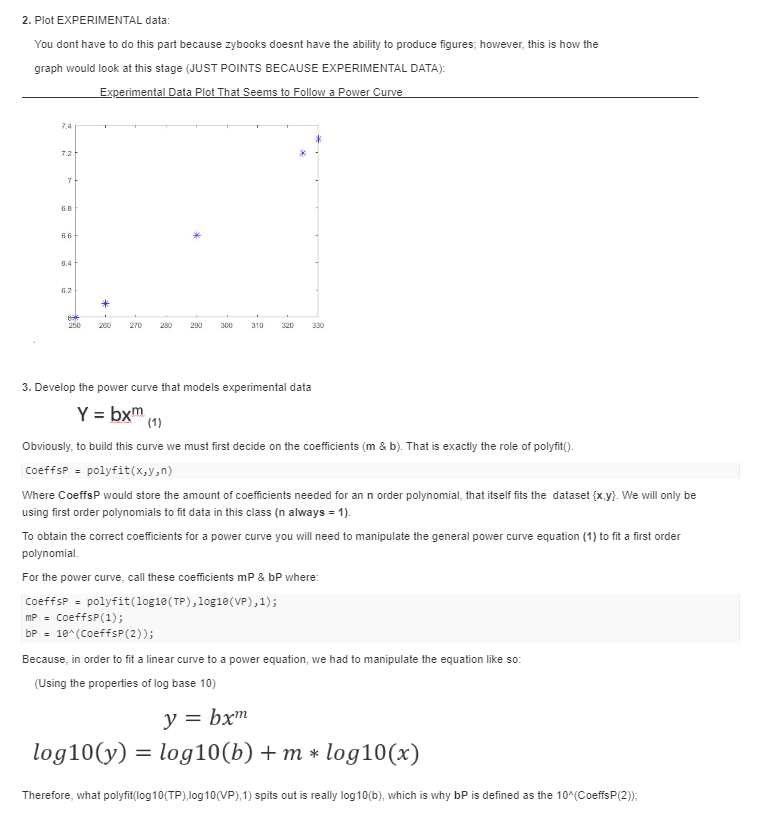 2. Plot EXPERIMENTAL data:
You dont have to do this part because zybooks doesnt have the ability to produce figures; however, this is how the
graph would look at this stage (JUST POINTS BECAUSE EXPERIMENTAL DATA):
Experimental Data Plot That Seems to Follow a Power Curve
7.4
7.2
7
6.8
6.6
6.4
6.2
6
250 260 270 280 290 300 310 320 330
3. Develop the power curve that models experimental data
Y = bx^m (1)
Obviously, to build this curve we must first decide on the coefficients (m & b). That is exactly the role of polyfit().
CoeffsP = polyfit(x,y,n)
Where CoeffsP would store the amount of coefficients needed for an n order polynomial, that itself fits the dataset {x,y}. We will only be
using first order polynomials to fit data in this class (n always = 1).
To obtain the correct coefficients for a power curve you will need to manipulate the general power curve equation (1) to fit a first order
polynomial.
For the power curve, call these coefficients mP & bP where:
CoeffsP = polyfit(log10(TP),log10(VP),1);
mP = CoeffsP(1);
bP = 10^(CoeffsP(2));
Because, in order to fit a linear curve to a power equation, we had to manipulate the equation like so:
(Using the properties of log base 10)
y = bx^m
log10(y) = log10(b) + m * log10(x)
Therefore, what polyfit(log10(TP),log10(VP),1) spits out is really log10(b), which is why bP is defined as the 10^(CoeffsP(2));